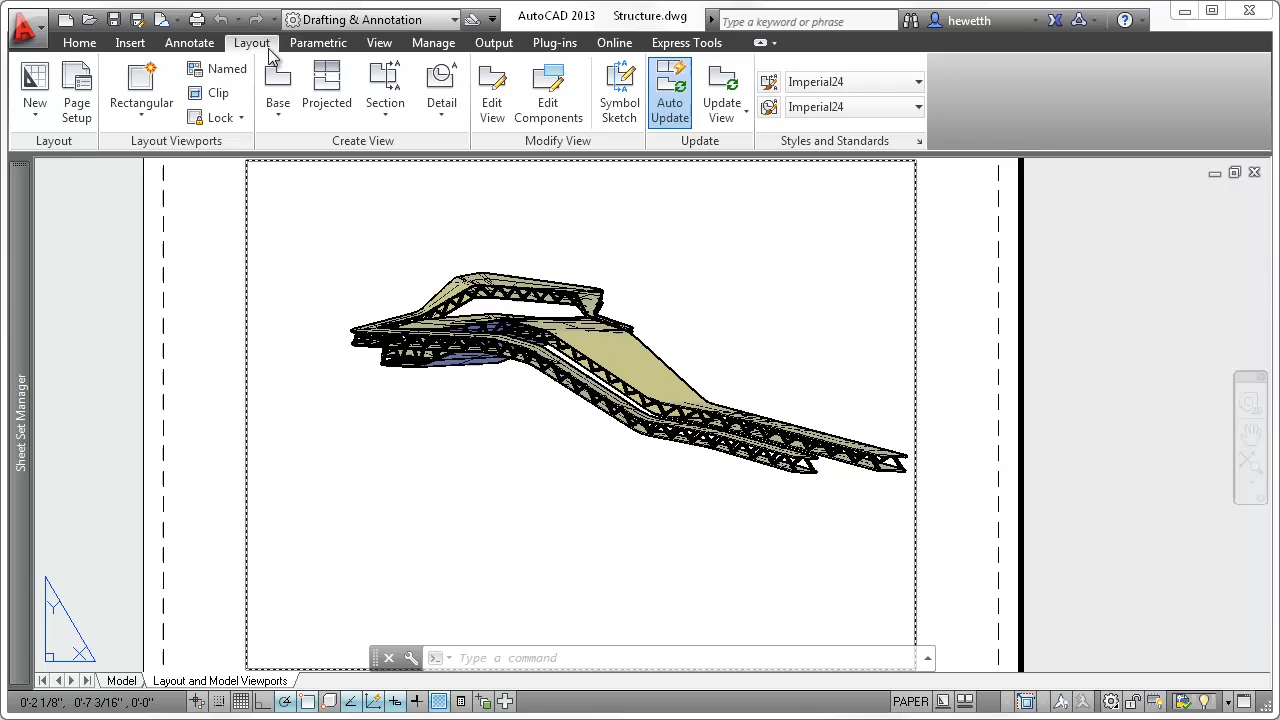 Drafting & Annotation
AutoCAD 2013 Structure.dwg
Type a keyword or phrase
hewetth
Home Insert Annotate Layout Parametric View Manage Output Plug-ins Online Express Tools
New
Page Setup
Rectangular
Named
Clip
Lock
Base
Projected
Section
Detail
Edit View
Edit Components
Symbol Sketch
Auto Update
Update View
Imperial24
Imperial24
Layout Layout Viewports Create View Modify View Update Styles and Standards
Sheet Set Manager
Y
X
Type a command
Model Layout and Model Viewports
0'-2 1/8", 0'-7 3/16", 0'-0"
PAPER